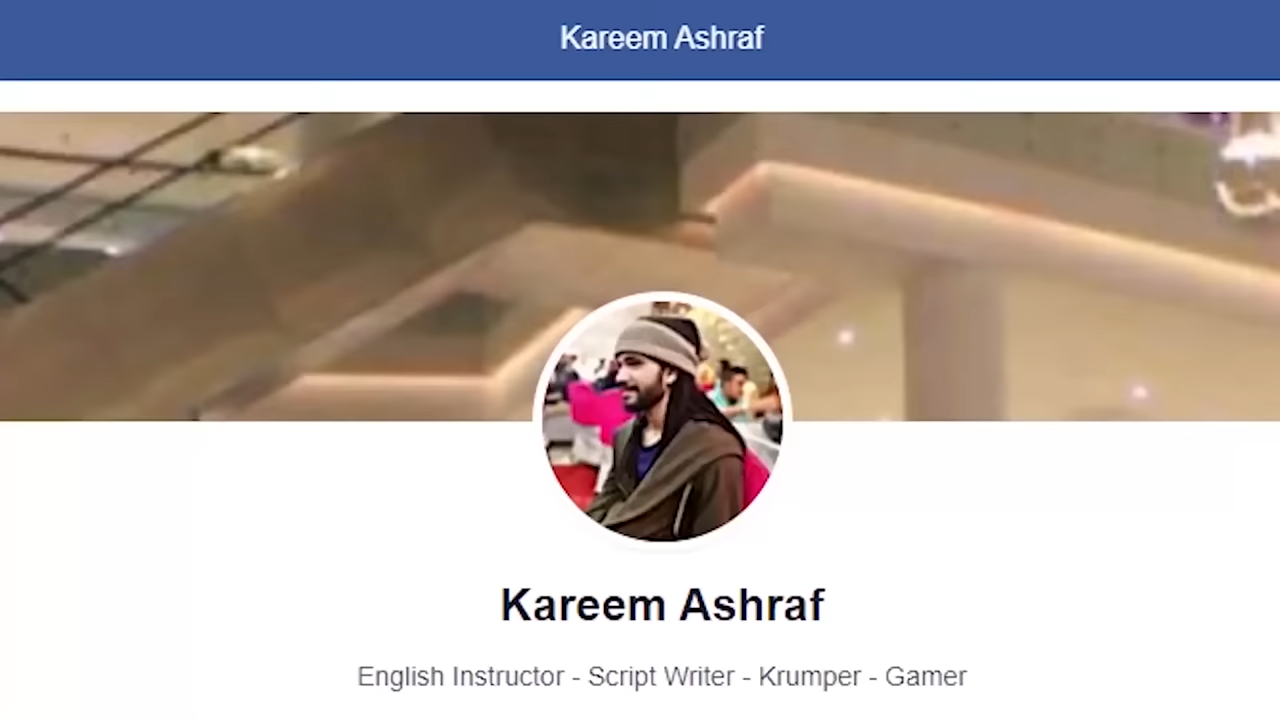 Kareem Ashraf
Kareem Ashraf
English Instructor - Script Writer - Krumper - Gamer